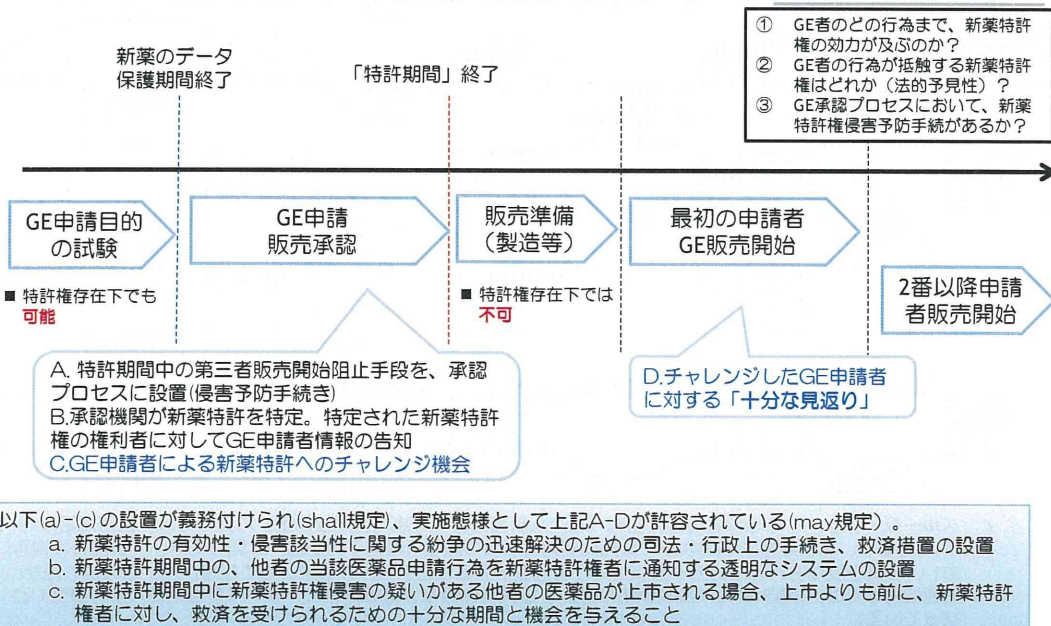 ① GE者のどの行為まで、新薬特許
権の効力が及ぶのか？
② GE者の行為が抵触する新薬特許
権はどれか（法的予見性）？
③ GE承認プロセスにおいて、新薬
特許権侵害予防手続があるか？
新薬のデータ
保護期間終了
「特許期間」終了
GE申請目的
の試験
GE申請
販売承認
販売準備
（製造等）
最初の申請者
GE販売開始
2番以降申請
者販売開始
■ 特許権存在下でも
可能
■ 特許権存在下では
不可
A. 特許期間中の第三者販売開始阻止手段を、承認
プロセスに設置(侵害予防手続き)
B.承認機関が新薬特許を特定。特定された新薬特許
権の権利者に対してGE申請者情報の告知
C.GE申請者による新薬特許へのチャレンジ機会
D.チャレンジしたGE申請者
に対する「十分な見返り」
以下(a)-(c)の設置が義務付けられ(shall規定)、実施態様として上記A-Dが許容されている(may規定）。
a. 新薬特許の有効性・侵害該当性に関する紛争の迅速解決のための司法・行政上の手続き、救済措置の設置
b. 新薬特許期間中の、他者の当該医薬品申請行為を新薬特許権者に通知する透明なシステムの設置
c. 新薬特許期間中に新薬特許権侵害の疑いがある他者の医薬品が上市される場合、上市よりも前に、新薬特許
権者に対し、救済を受けられるための十分な期間と機会を与えること